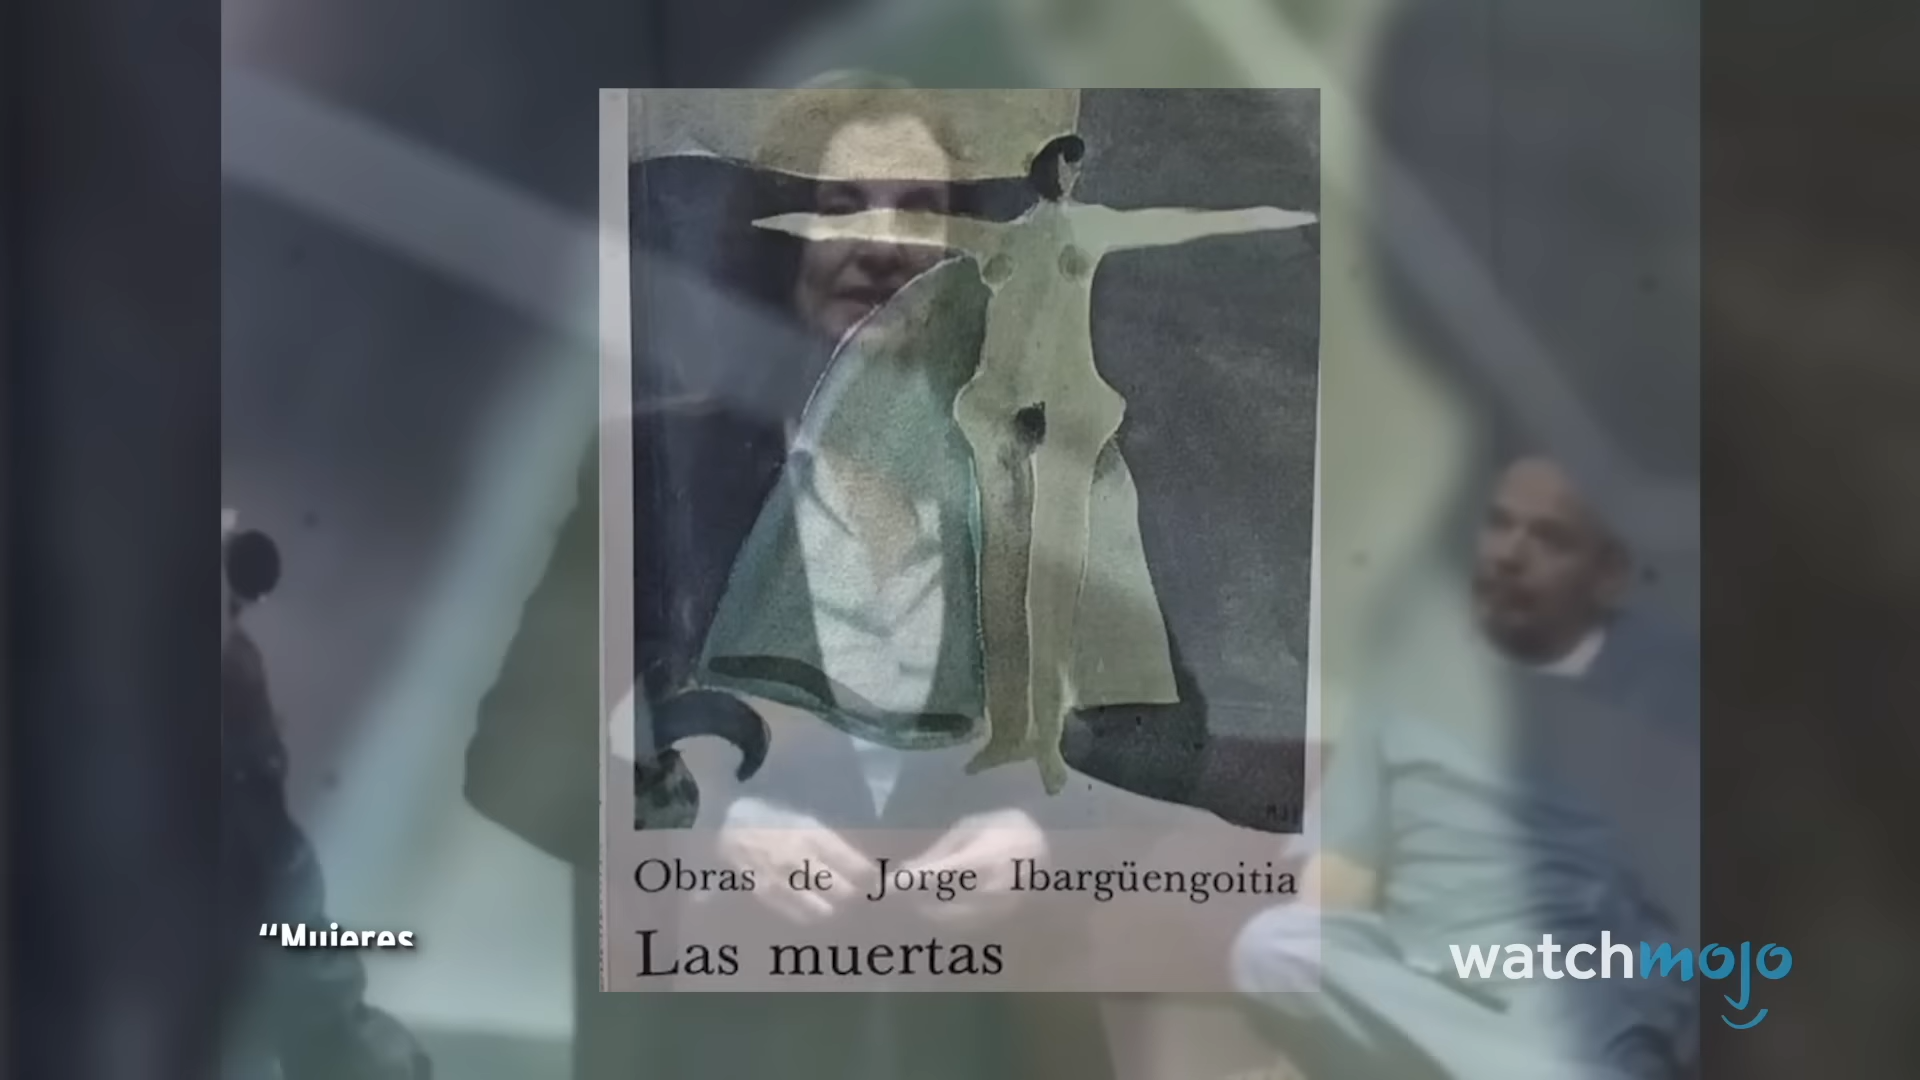 Obras de Jorge Ibargüengoitia
Las muertas
“Mujeres
watchmojo